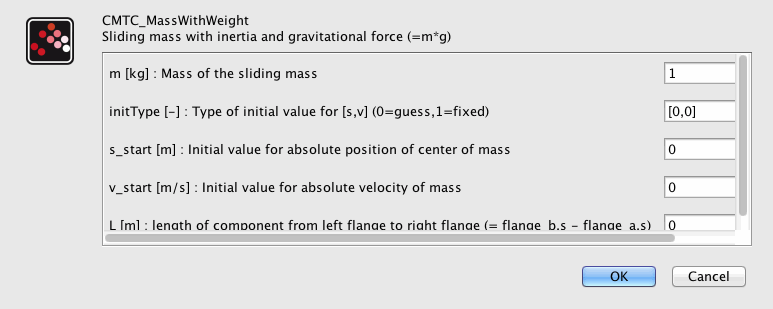 CMTC_MassWithWeight
Sliding mass with inertia and gravitational force (=m*g)
m [kg] : Mass of the sliding mass 1
initType [-] : Type of initial value for [s,v] (0=guess,1=fixed) [0,0]
s_start [m] : Initial value for absolute position of center of mass 0
v_start [m/s] : Initial value for absolute velocity of mass 0
L [m] : length of component from left flange to right flange (= flange_b.s - flange_a.s) 0
OK Cancel